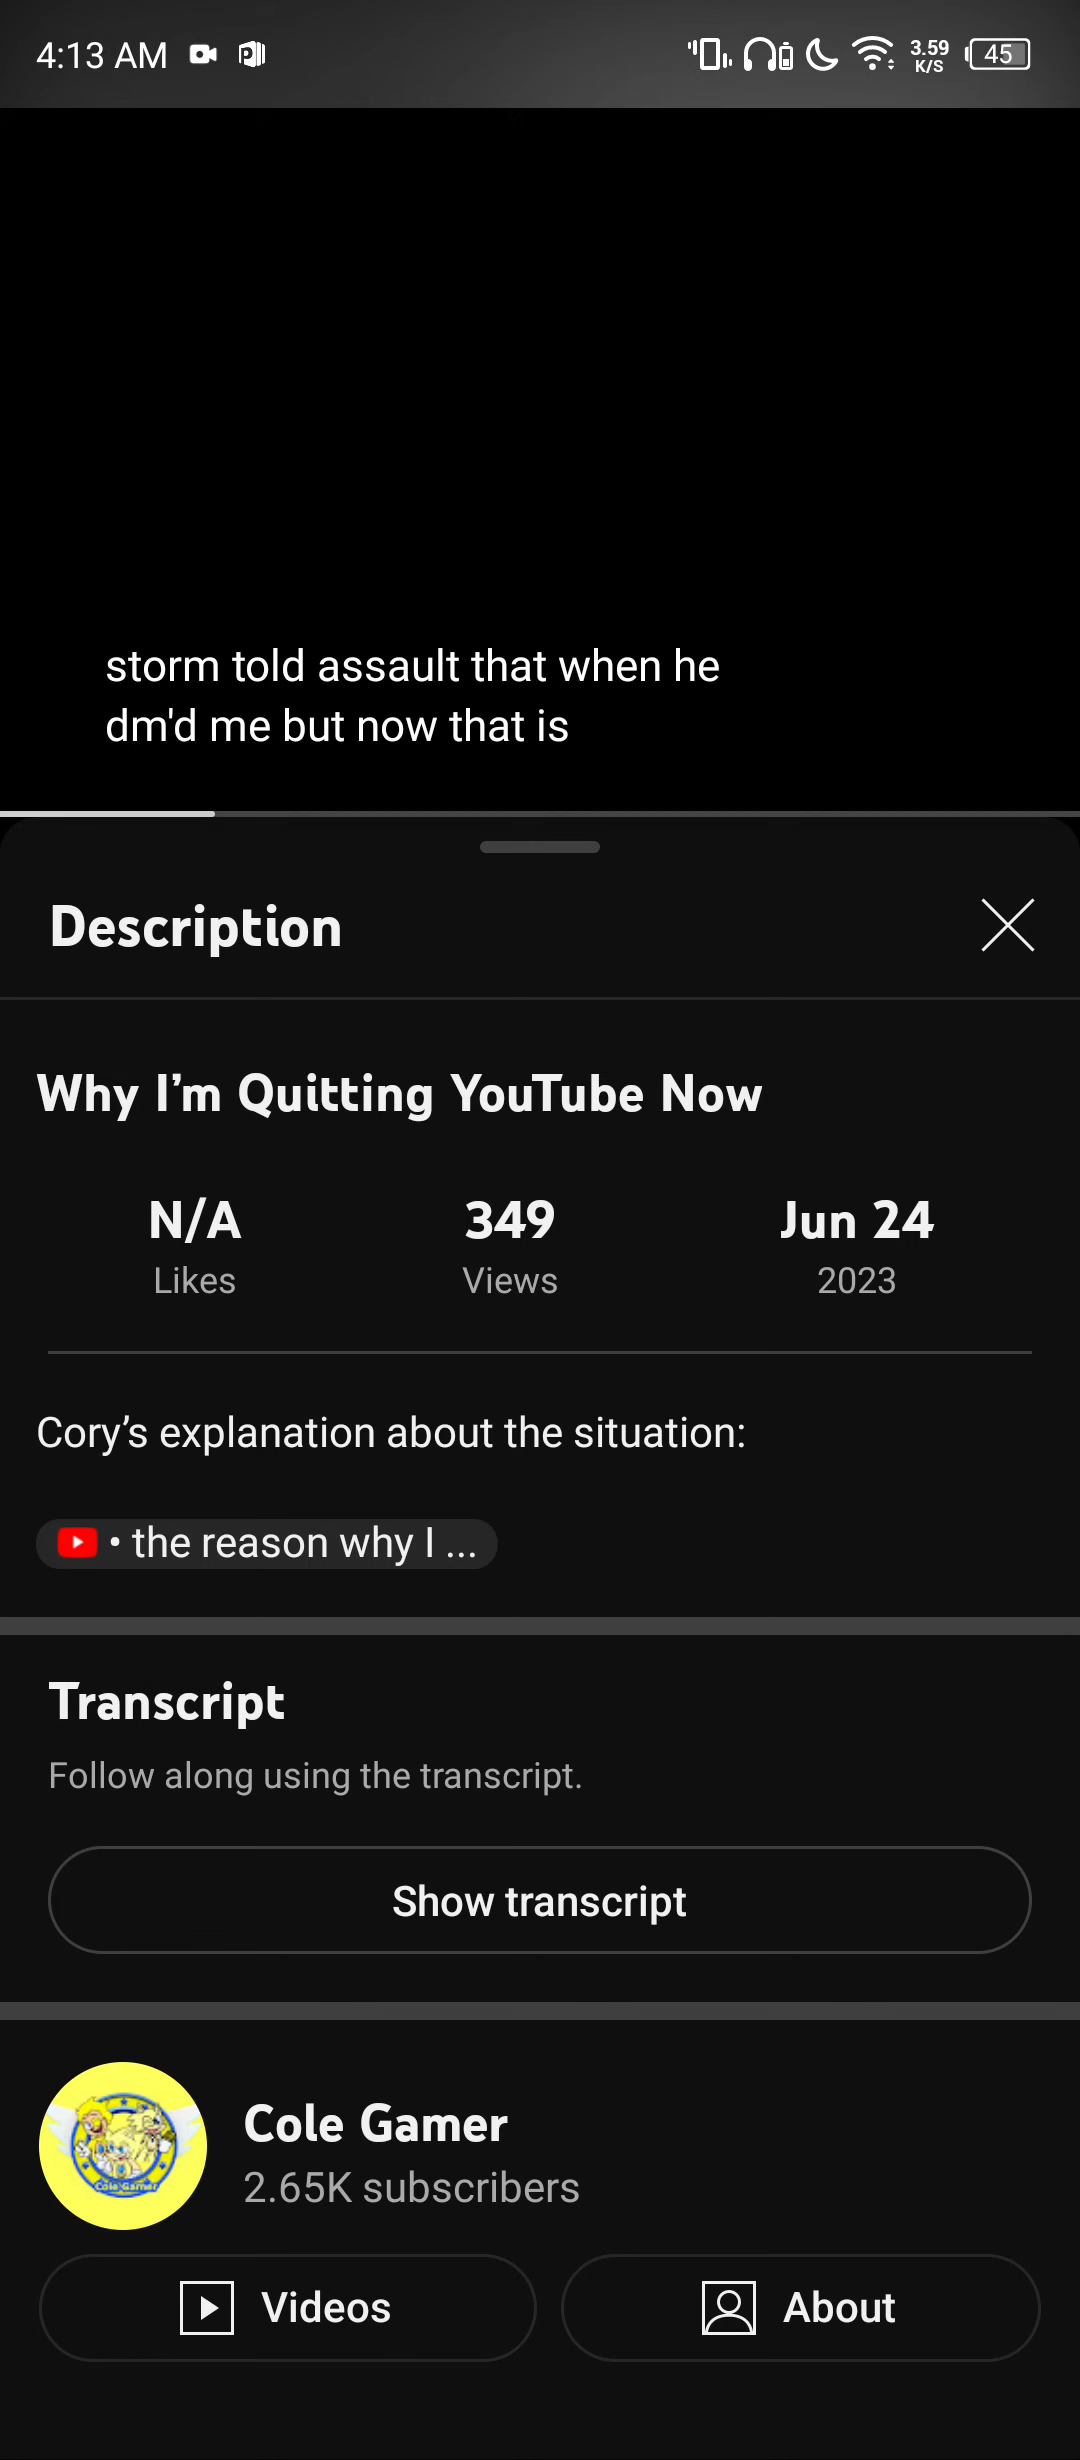 4:13 AM
3.59
K/S
45
storm told assault that when he
dm'd me but now that is
Description
Why I’m Quitting YouTube Now
N/A 349 Jun 24
Likes Views 2023
Cory’s explanation about the situation:
• the reason why I ...
Transcript
Follow along using the transcript.
Show transcript
Cole Gamer
Cole Gamer
2.65K subscribers
Videos About